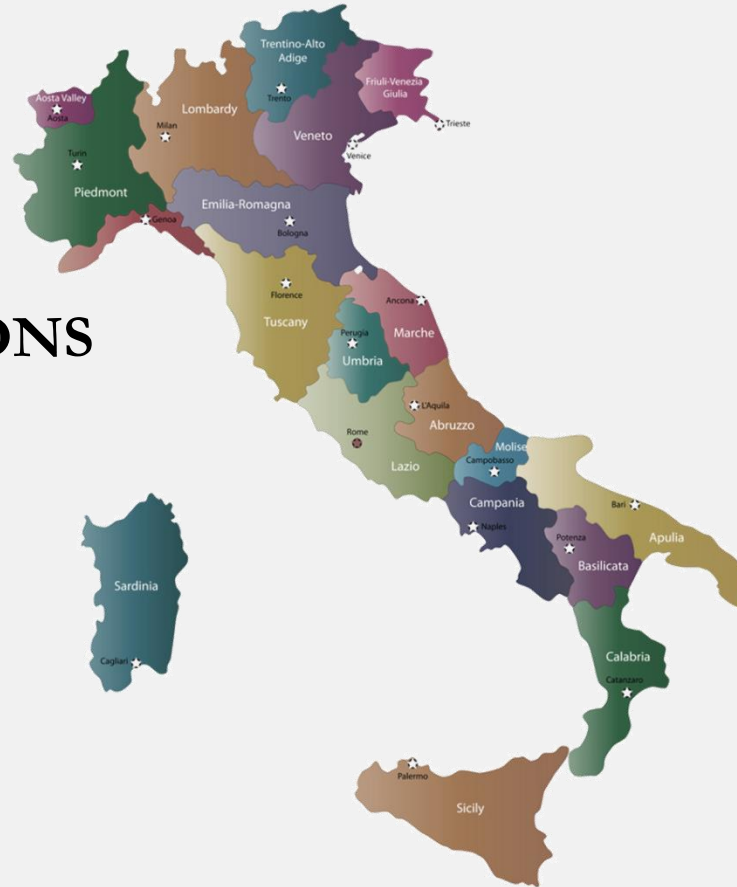 Trentino-Alto
Adige
Trento
Friuli-Venezia
Giulia
Trieste
Aosta Valley
Aosta
Lombardy
Milan
Veneto
Venice
Turin
Piedmont
Genoa
Emilia-Romagna
Bologna
Florence
Tuscany
Ancona
Marche
ONS
Perugia
Umbria
L'Aquila
Abruzzo
Rome
Lazio
Molise
Campobasso
Campania
Naples
Bari
Apulia
Potenza
Basilicata
Sardinia
Cagliari
Calabria
Catanzaro
Palermo
Sicily